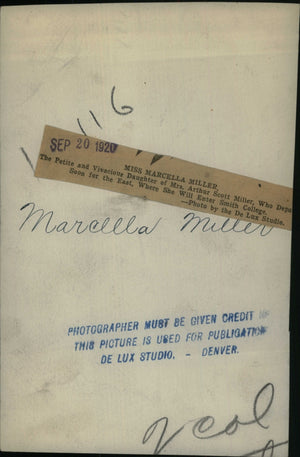 116
SEP 20 1920
MISS MARCELLA MILLER,
The Petite and Vivacious Daughter of Mrs. Arthur Scott Miller, Who Depa
Soon for the East, Where She Will Enter Smith College.
—Photo by the De Lux Studio.
Marcella Miller
PHOTOGRAPHER MUST BE GIVEN CREDIT IF
THIS PICTURE IS USED FOR PUBLICATION
DE LUX STUDIO. - DENVER.
2 col